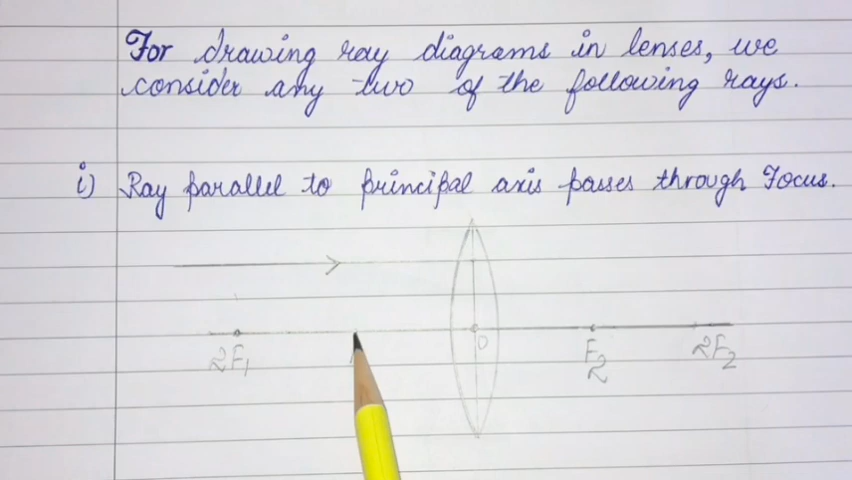 For drawing ray diagrams in lenses, we
consider any two of the following rays.
i) Ray parallel to principal axis passes through Focus.
2F1 O F2 2F2